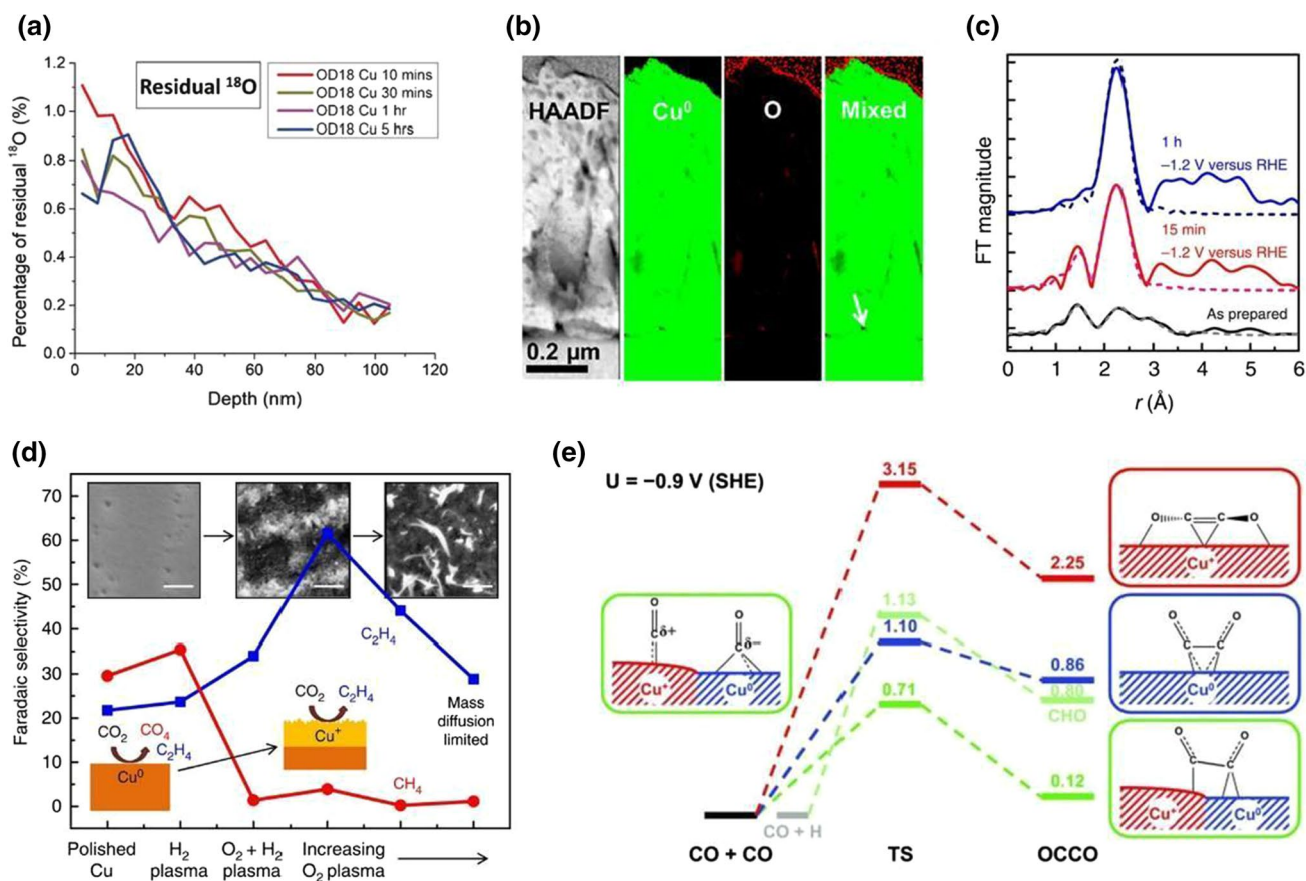 (a)
Percentage of residual ¹⁸O (%)
1.2
1.0
0.8
0.6
0.4
0.2
0.0
Residual ¹⁸O
OD18 Cu 10 mins
OD18 Cu 30 mins
OD18 Cu 1 hr
OD18 Cu 5 hrs
0 20 40 60 80 100 120
Depth (nm)
(b)
HAADF
Cu⁰
O
Mixed
0.2 µm
(c)
FT magnitude
1 h
−1.2 V versus RHE
15 min
−1.2 V versus RHE
As prepared
0 1 2 3 4 5 6
r (Å)
(d)
Faradaic selectivity (%)
70
60
50
40
30
20
10
0
C₂H₄
Mass
diffusion
limited
CO₂ CO₄
C₂H₄
Cu⁰
CO₂ C₂H₄
Cu⁺
CH₄
Polished
Cu
H₂
plasma
O₂ + H₂
plasma
Increasing
O₂ plasma
(e)
U = −0.9 V (SHE)
3.15
2.25
1.13
1.10
0.86
0.80
CHO
0.71
0.12
CO + H
CO + CO
TS
OCCO
O O
C δ+ C δ−
Cu⁺ Cu⁰
O O
Cu⁺
O O
C C
Cu⁰
O O
C C
Cu⁺ Cu⁰